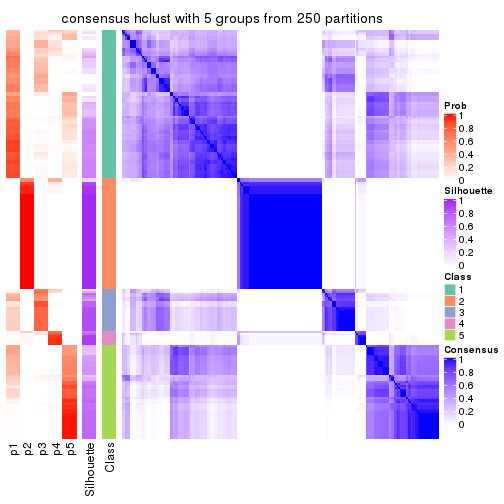 consensus hclust with 5 groups from 250 partitions
Prob
1
0.8
0.6
0.4
0.2
0
Silhouette
1
0.8
0.6
0.4
0.2
0
Class
1
2
3
4
5
Consensus
1
0.8
0.6
0.4
0.2
0
p1
p2
p3
p4
p5
Silhouette
Class